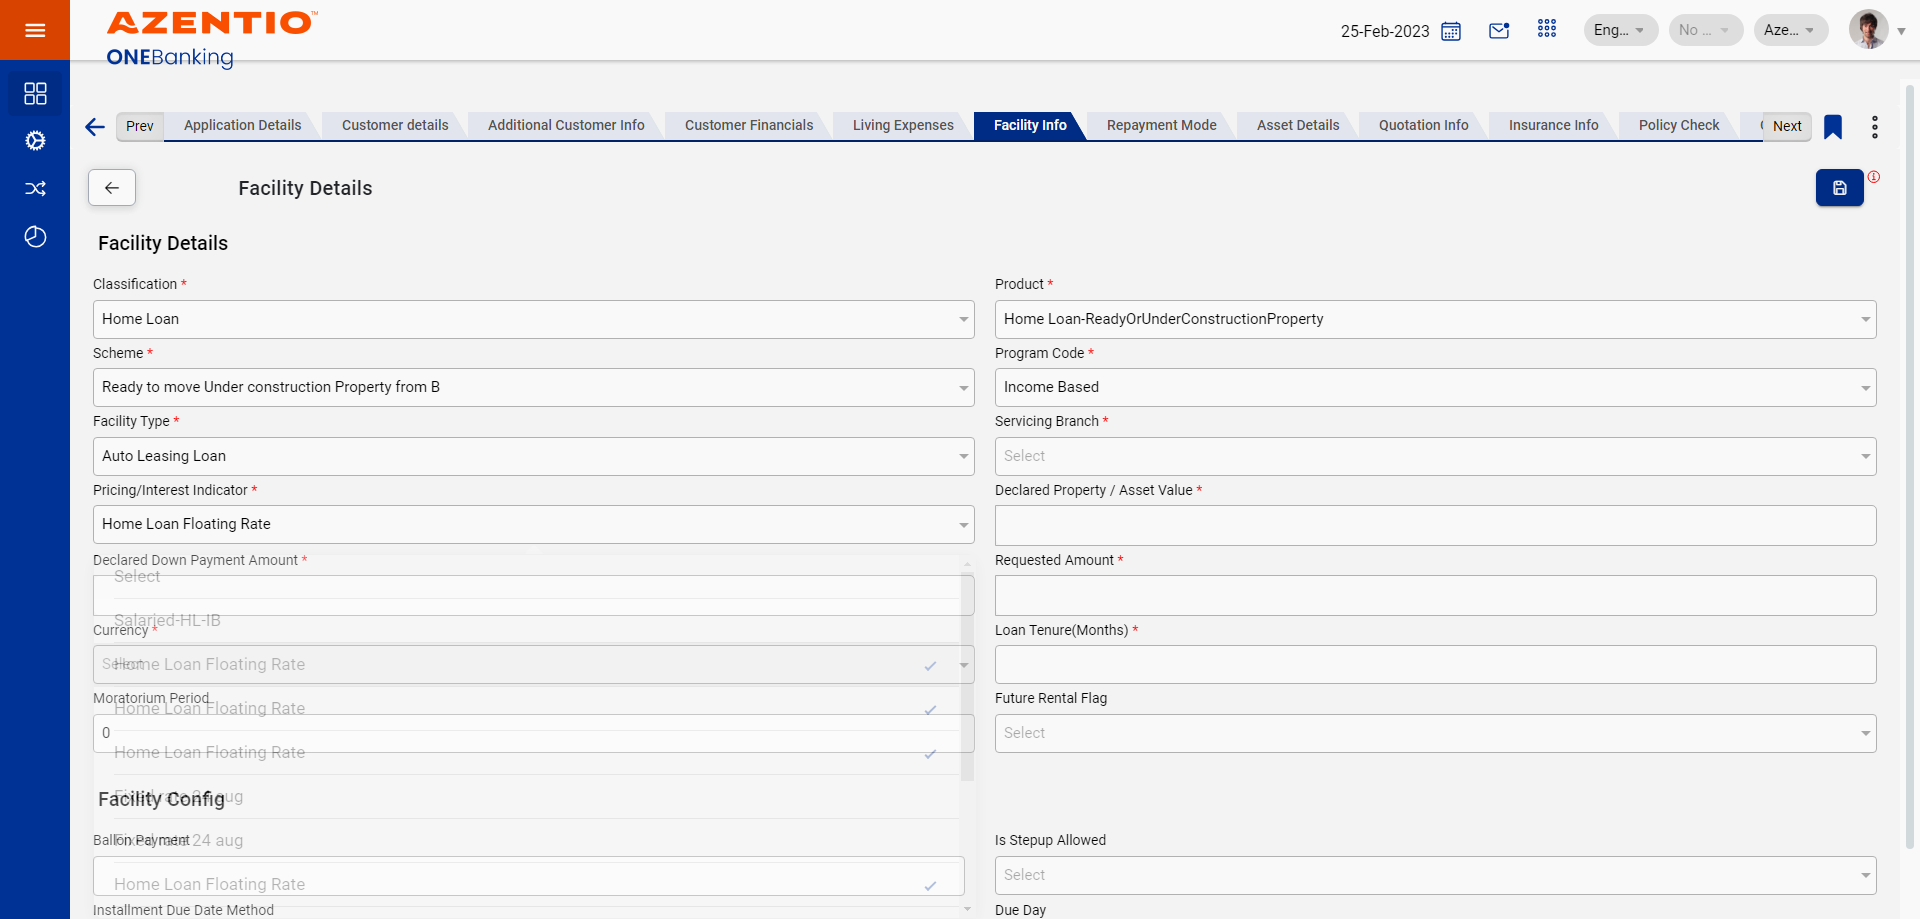 AZENTIO™
ONEBanking
25-Feb-2023
Eng...
No ...
Aze...
Prev
Application Details
Customer details
Additional Customer Info
Customer Financials
Living Expenses
Facility Info
Repayment Mode
Asset Details
Quotation Info
Insurance Info
Policy Check
Next
Facility Details
Facility Details
Classification *
Product *
Home Loan
Home Loan-ReadyOrUnderConstructionProperty
Scheme *
Program Code *
Ready to move Under construction Property from B
Income Based
Facility Type *
Servicing Branch *
Auto Leasing Loan
Select
Pricing/Interest Indicator *
Declared Property / Asset Value *
Home Loan Floating Rate
Declared Down Payment Amount *
Requested Amount *
Select
Salaried-HL-IB
Currency *
Loan Tenure(Months) *
Select
Home Loan Floating Rate
Moratorium Period
Future Rental Flag
Home Loan Floating Rate
0
Select
Home Loan Floating Rate
Facility Config
Fixed rate 24 aug
Ballon Payment
Fixed rate 24 aug
Is Stepup Allowed
Home Loan Floating Rate
Select
Installment Due Date Method
Due Day